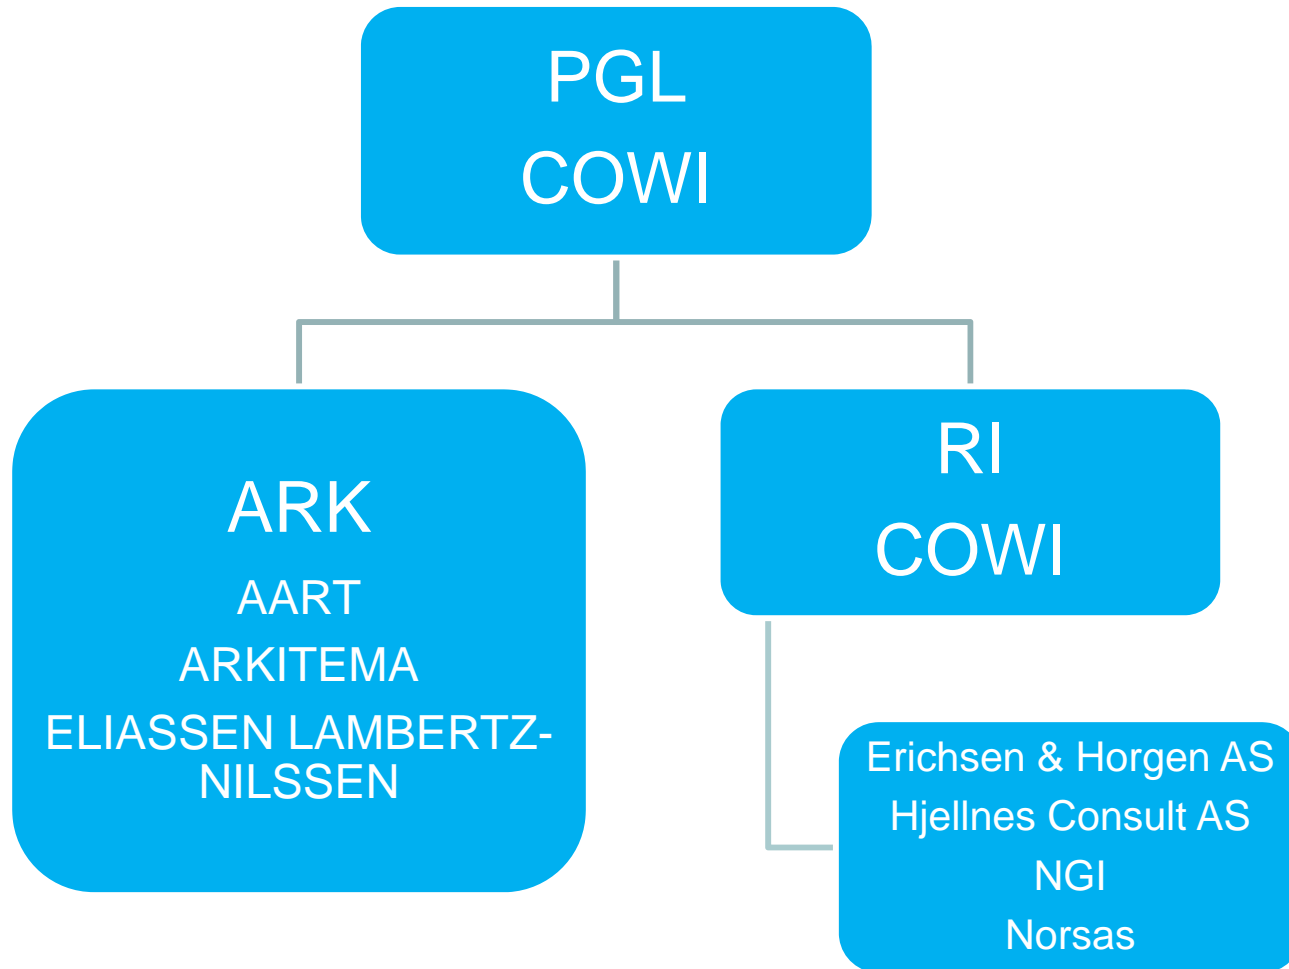 PGL
COWI
ARK
AART
ARKITEMA
ELIASSEN LAMBERTZ-
NILSSEN
RI
COWI
Erichsen & Horgen AS
Hjellnes Consult AS
NGI
Norsas